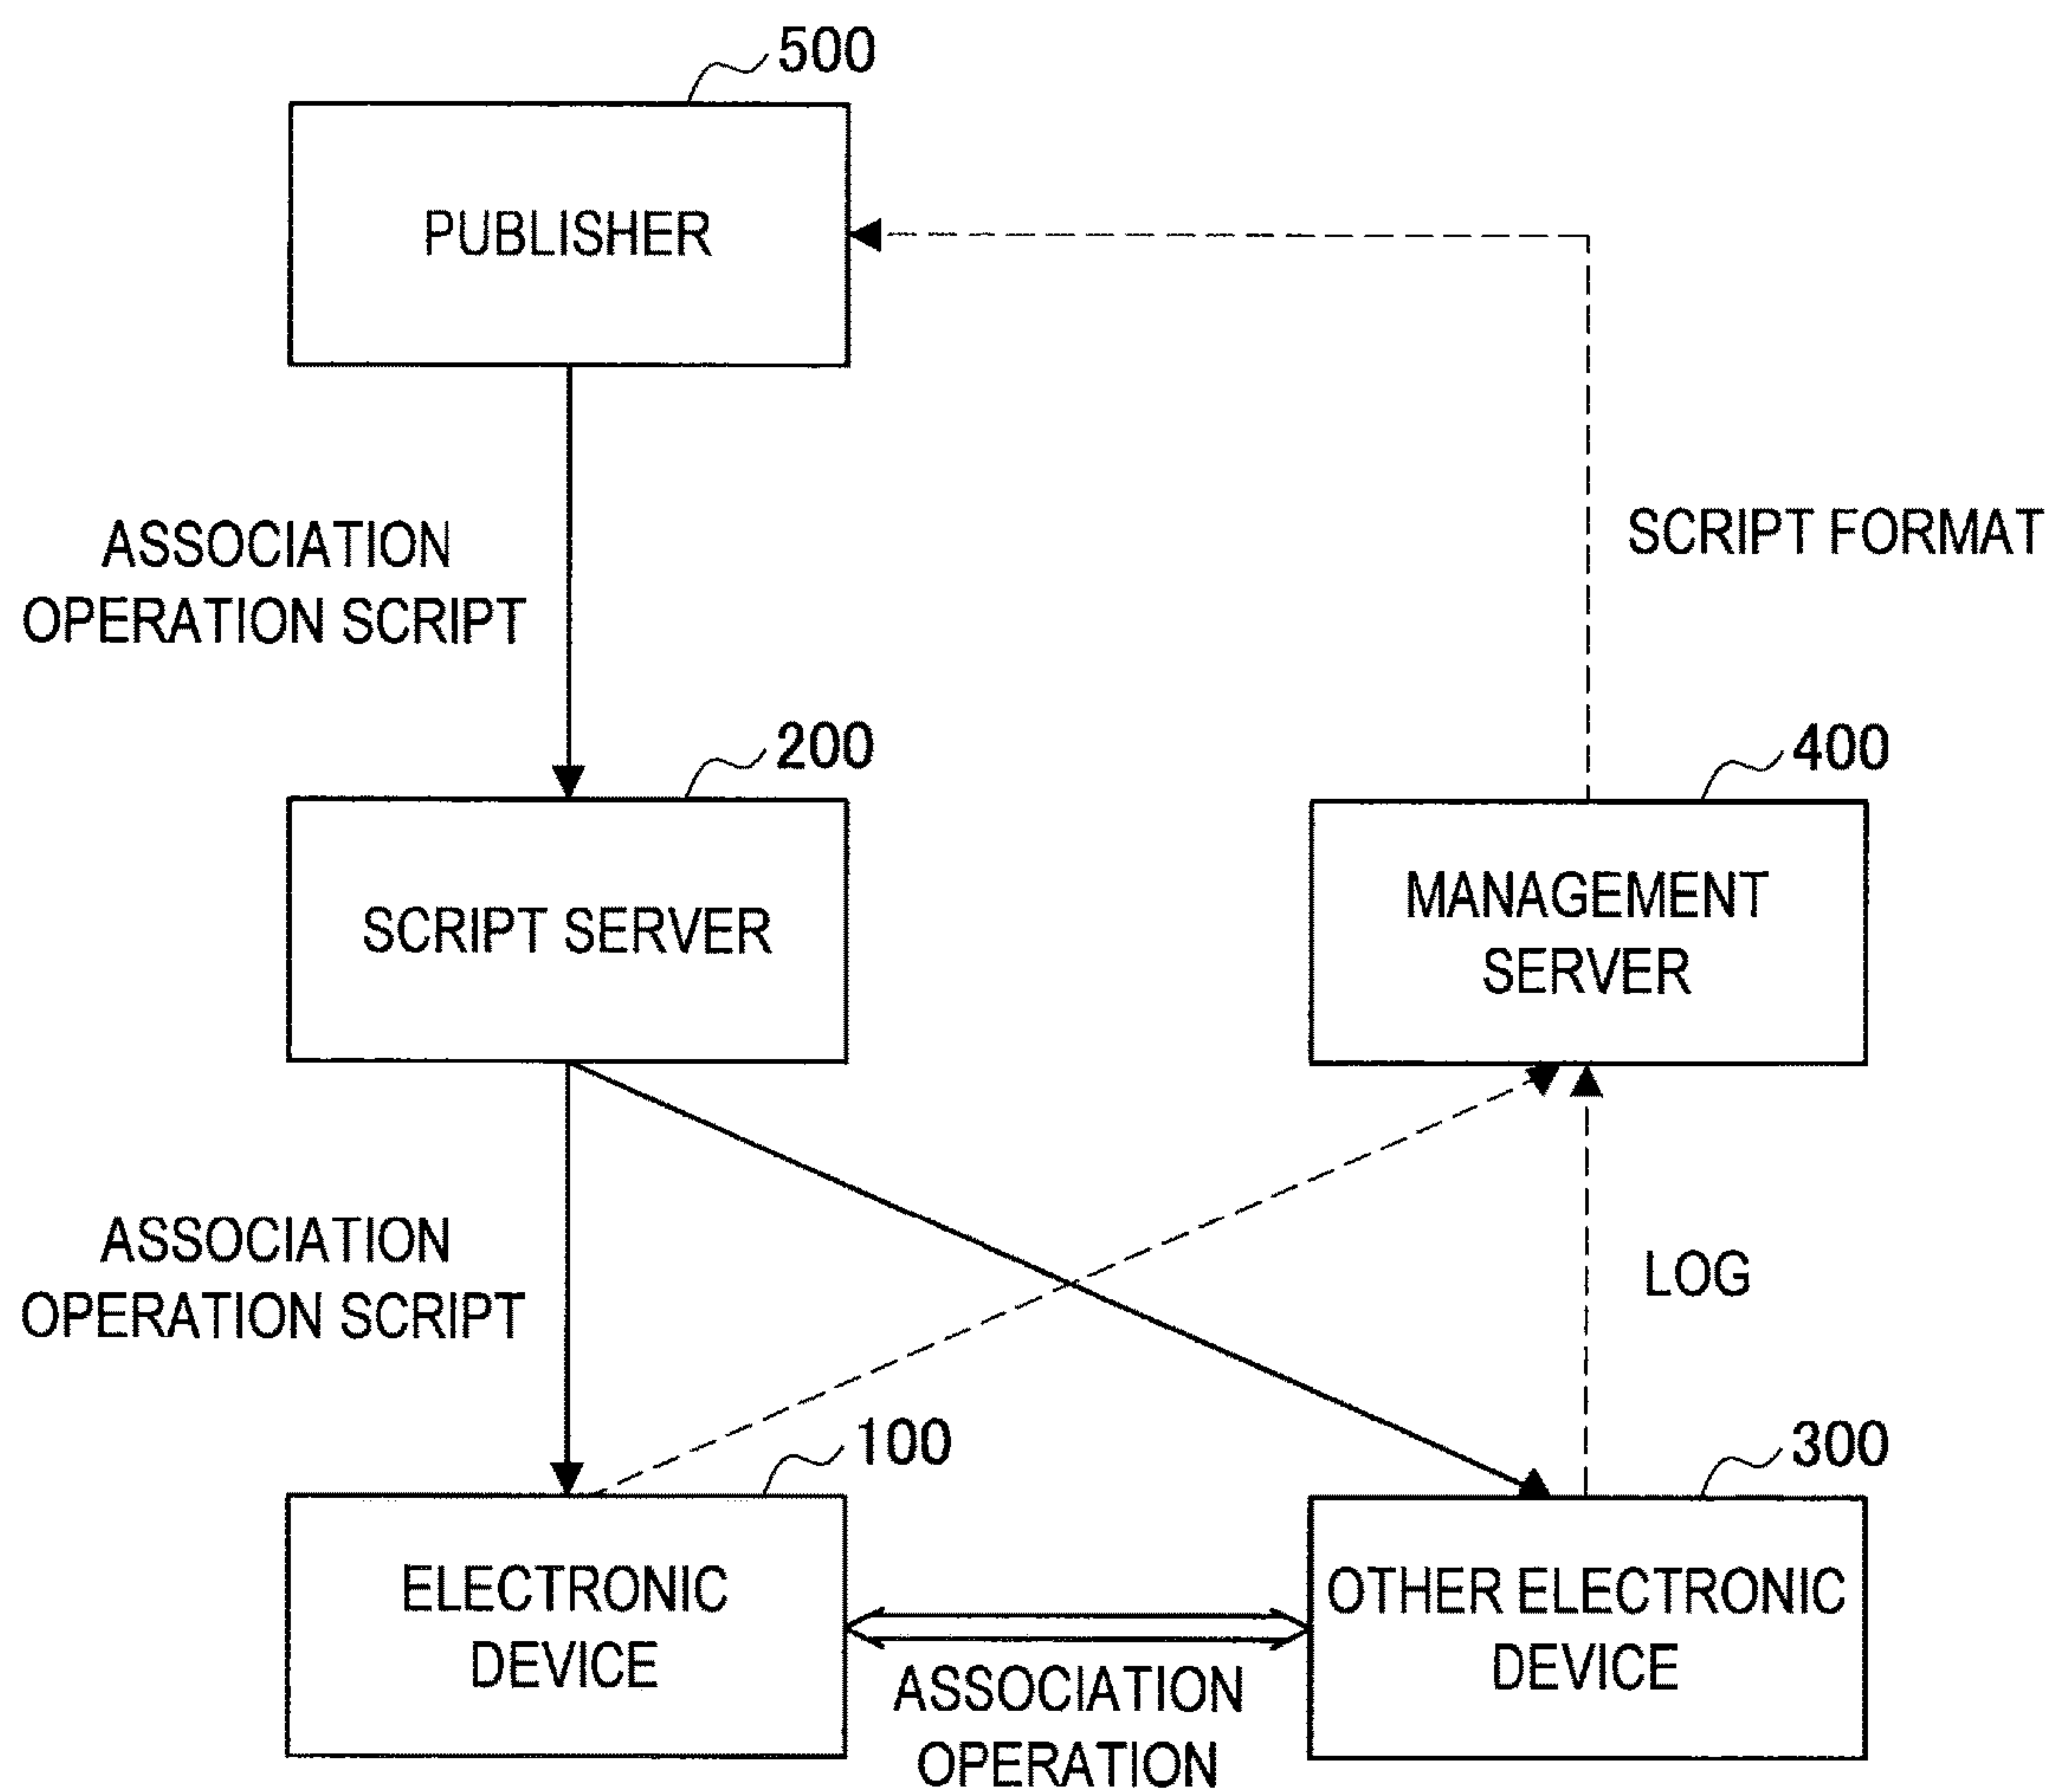 500
PUBLISHER
SCRIPT FORMAT
ASSOCIATION
OPERATION SCRIPT
200
400
SCRIPT SERVER
MANAGEMENT
SERVER
ASSOCIATION
OPERATION SCRIPT
LOG
100
300
ELECTRONIC
DEVICE
OTHER ELECTRONIC
DEVICE
ASSOCIATION
OPERATION